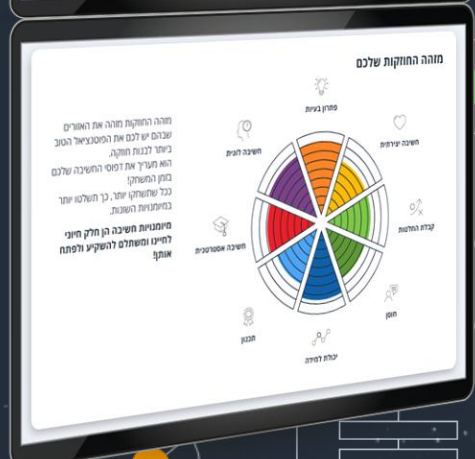 מזהה החוזקות שלכם
מזהה החוזקות מזהה את האזורים
שבהם יש לכם את הפוטנציאל הטוב
ביותר לבנות חוזקה.
הוא מעריך את דפוסי החשיבה שלכם
בזמן המשחק!
ככל שתשחקו יותר, כך תשלטו יותר
במיומנויות השונות.
מיומנויות חשיבה הן חלק חיוני
לחיינו ומשתלם להשקיע ולפתח
אותן!
פתרון בעיות
חשיבה יצירתית
קבלת החלטות
חוסן
יכולת למידה
תכנון
חשיבה אסטרטגית
חשיבה לוגית